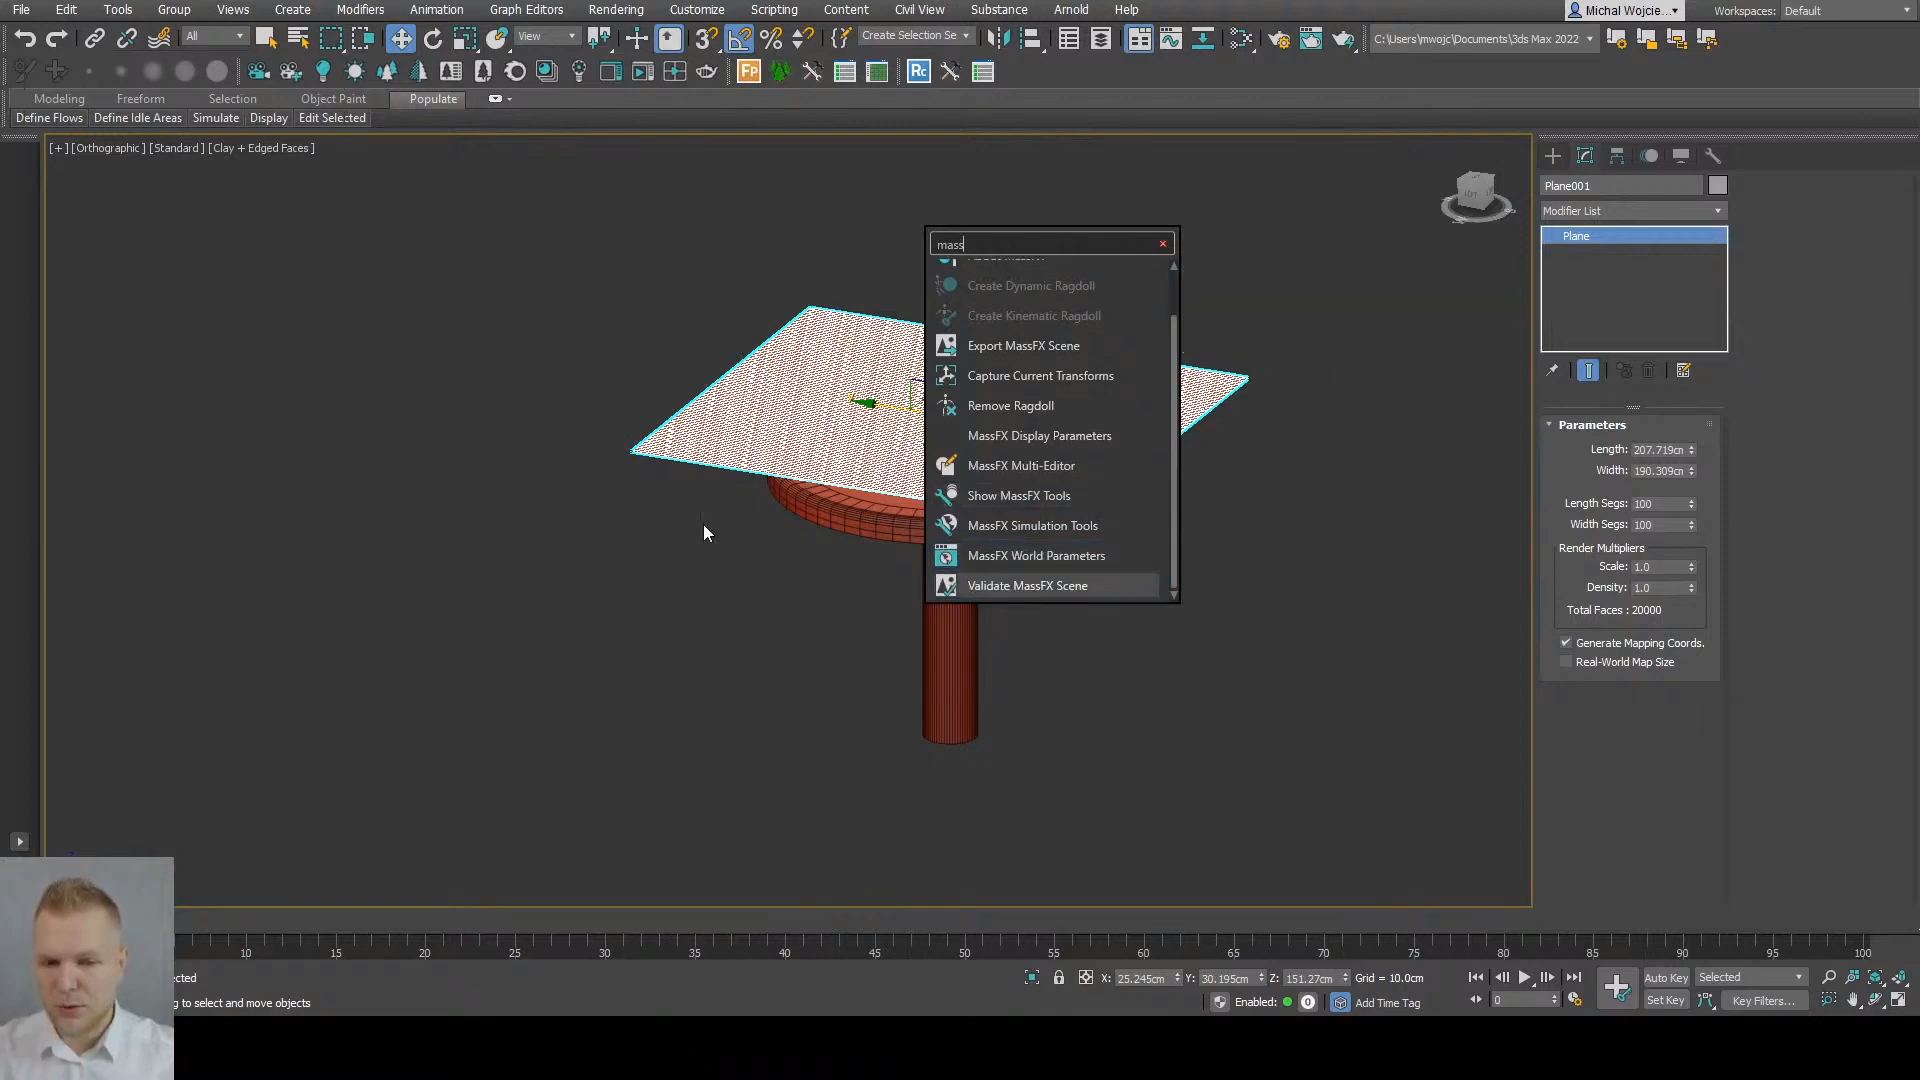 File Edit Tools Group Views Create Modifiers Animation Graph Editors Rendering Customize Scripting Civil View Substance Arnold Help Michal Wojcie... Workspaces: Default
All View Create Selection Se C:\Users\mwojc\Documents\3ds Max 2022
Fp Rc
Modeling Freeform Selection Object Paint Populate
Define Flows Define Idle Areas Simulate Display Edit Selected
[+] [Orthographic] [Standard] [Clay + Edged Faces]
Plane001
Modifier List
Plane
mass
Create Dynamic Ragdoll
Create Kinematic Ragdoll
Export MassFX Scene
Capture Current Transforms
Remove Ragdoll
MassFX Display Parameters
MassFX Multi-Editor
Show MassFX Tools
MassFX Simulation Tools
MassFX World Parameters
Validate MassFX Scene
Parameters
Length: 207.719cm
Width: 190.309cm
Length Segs: 100
Width Segs: 100
Render Multipliers
Scale: 1.0
Density: 1.0
Total Faces : 20000
Generate Mapping Coords.
Real-World Map Size
10 15 20 25 30 35 40 45 50 55 60 65 70 75 80 85 90 95 100
ected X: 25.245cm Y: 30.195cm Z: 151.27cm Grid = 10.0cm Auto Key Selected
g to select and move objects Enabled: 0 Add Time Tag 0 Set Key Key Filters...